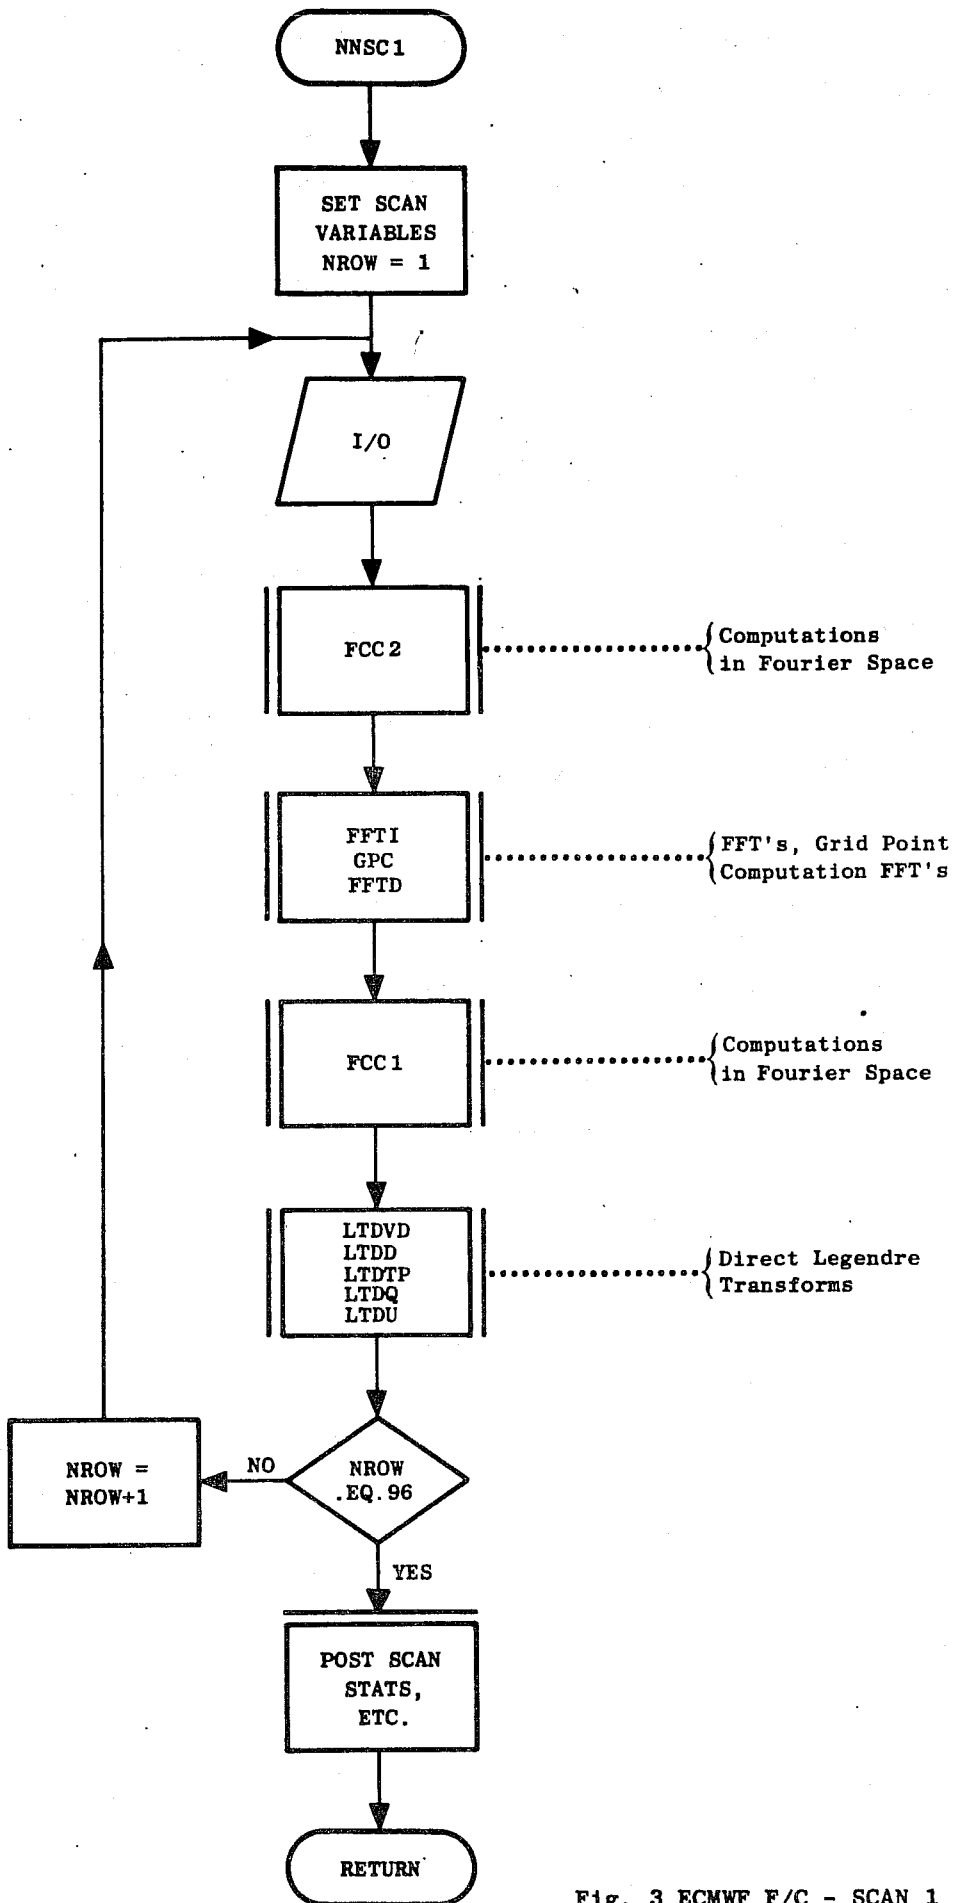 NNSC1
SET SCAN
VARIABLES
NROW = 1
I/O
FCC2
Computations
in Fourier Space
FFTI
GPC
FFTD
FFT's, Grid Point
Computation FFT's
FCC1
Computations
in Fourier Space
LTDVD
LTDD
LTDTP
LTDQ
LTDU
Direct Legendre
Transforms
NROW =
NROW+1
NO
NROW
.EQ.96
YES
POST SCAN
STATS,
ETC.
RETURN
Fig. 3 ECMWF F/C - SCAN 1